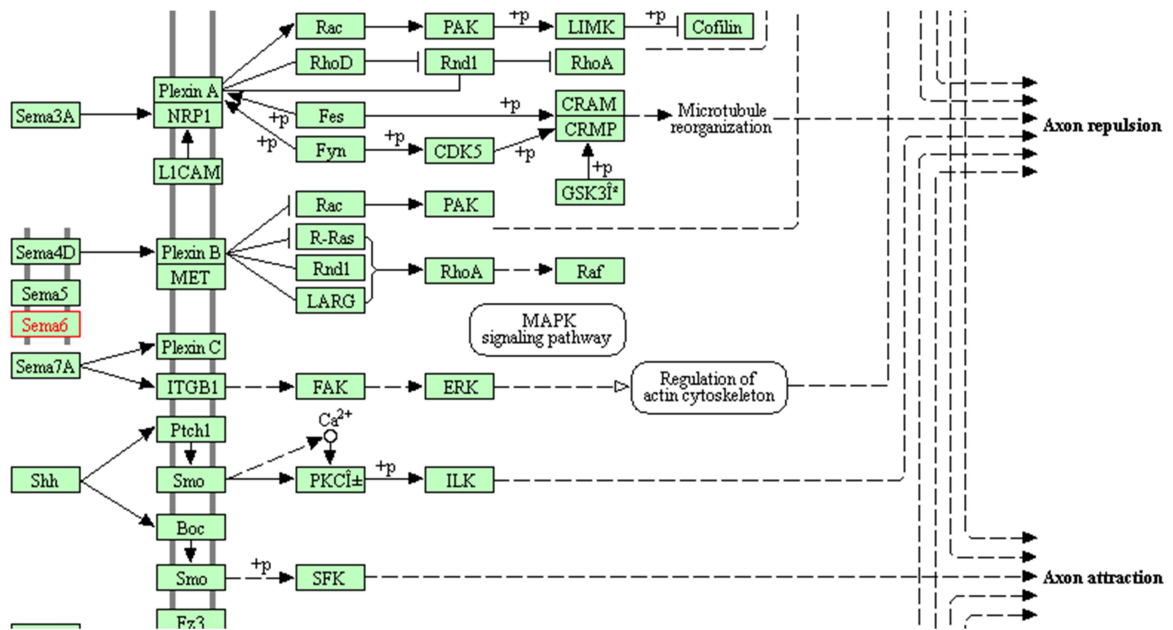 Rac
PAK
+p
LIMK
+p
Cofilin
RhoD
Rnd1
RhoA
Plexin A
NRP1
Sema3A
+p
Fes
+p
CRAM
CRMP
Microtubule
reorganization
Axon repulsion
+p
Fyn
+p
CDK5
+p
+p
L1CAM
GSK3Î²
Rac
PAK
Sema4D
Plexin B
MET
R-Ras
Rnd1
LARG
RhoA
Raf
Sema5
Sema6
MAPK
signaling pathway
Sema7A
Plexin C
ITGB1
FAK
ERK
Regulation of
actin cytoskeleton
Ptch1
Ca2+
Shh
Smo
PKCÎ±
+p
ILK
Boc
Smo
+p
SFK
Axon attraction
Fz3